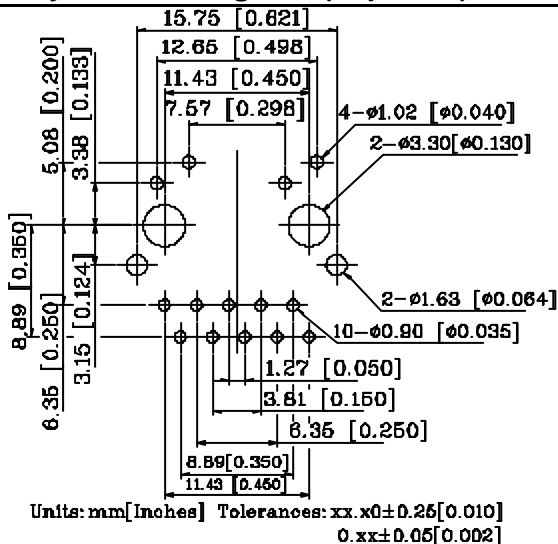 15.75 [0.621]
12.65 [0.498]
11.43 [0.450]
7.57 [0.298]
4-ø1.02 [ø0.040]
2-ø3.30[ø0.130]
5.08 [0.200]
3.38 [0.133]
8.89 [0.350]
6.35 [0.250]
3.15 [0.124]
2-ø1.63 [ø0.064]
10-ø0.90 [ø0.035]
1.27 [0.050]
3.81 [0.150]
6.35 [0.250]
8.89[0.350]
11.43 [0.450]
Units: mm[Inches] Tolerances: xx.x0±0.25[0.010]
0.xx±0.05[0.002]